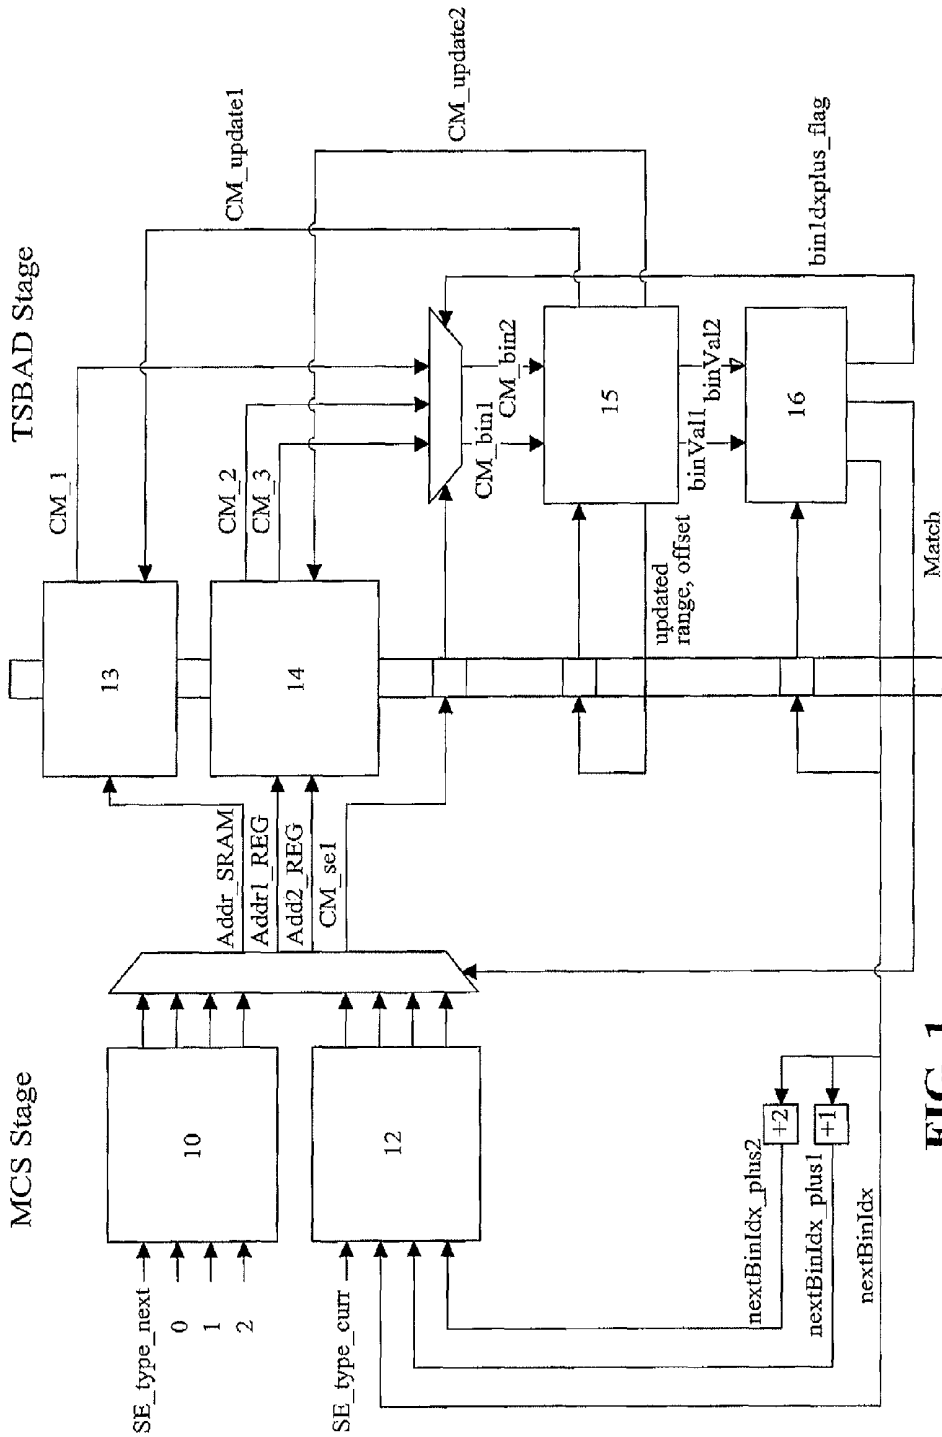 MCS Stage
TSBAD Stage
SE_type_next
0
1
2
10
SE_type_curr
12
Addr_SRAM
Addr1_REG
Add2_REG
CM_se1
13
14
CM_1
CM_2
CM_3
CM_update1
CM_update2
CM_bin1
CM_bin2
15
updated
range, offset
binVal1
binVal2
16
bin1dxplus_flag
Match
nextBinIdx_plus2
+2
nextBinIdx_plus1
+1
nextBinIdx
FIG. 1